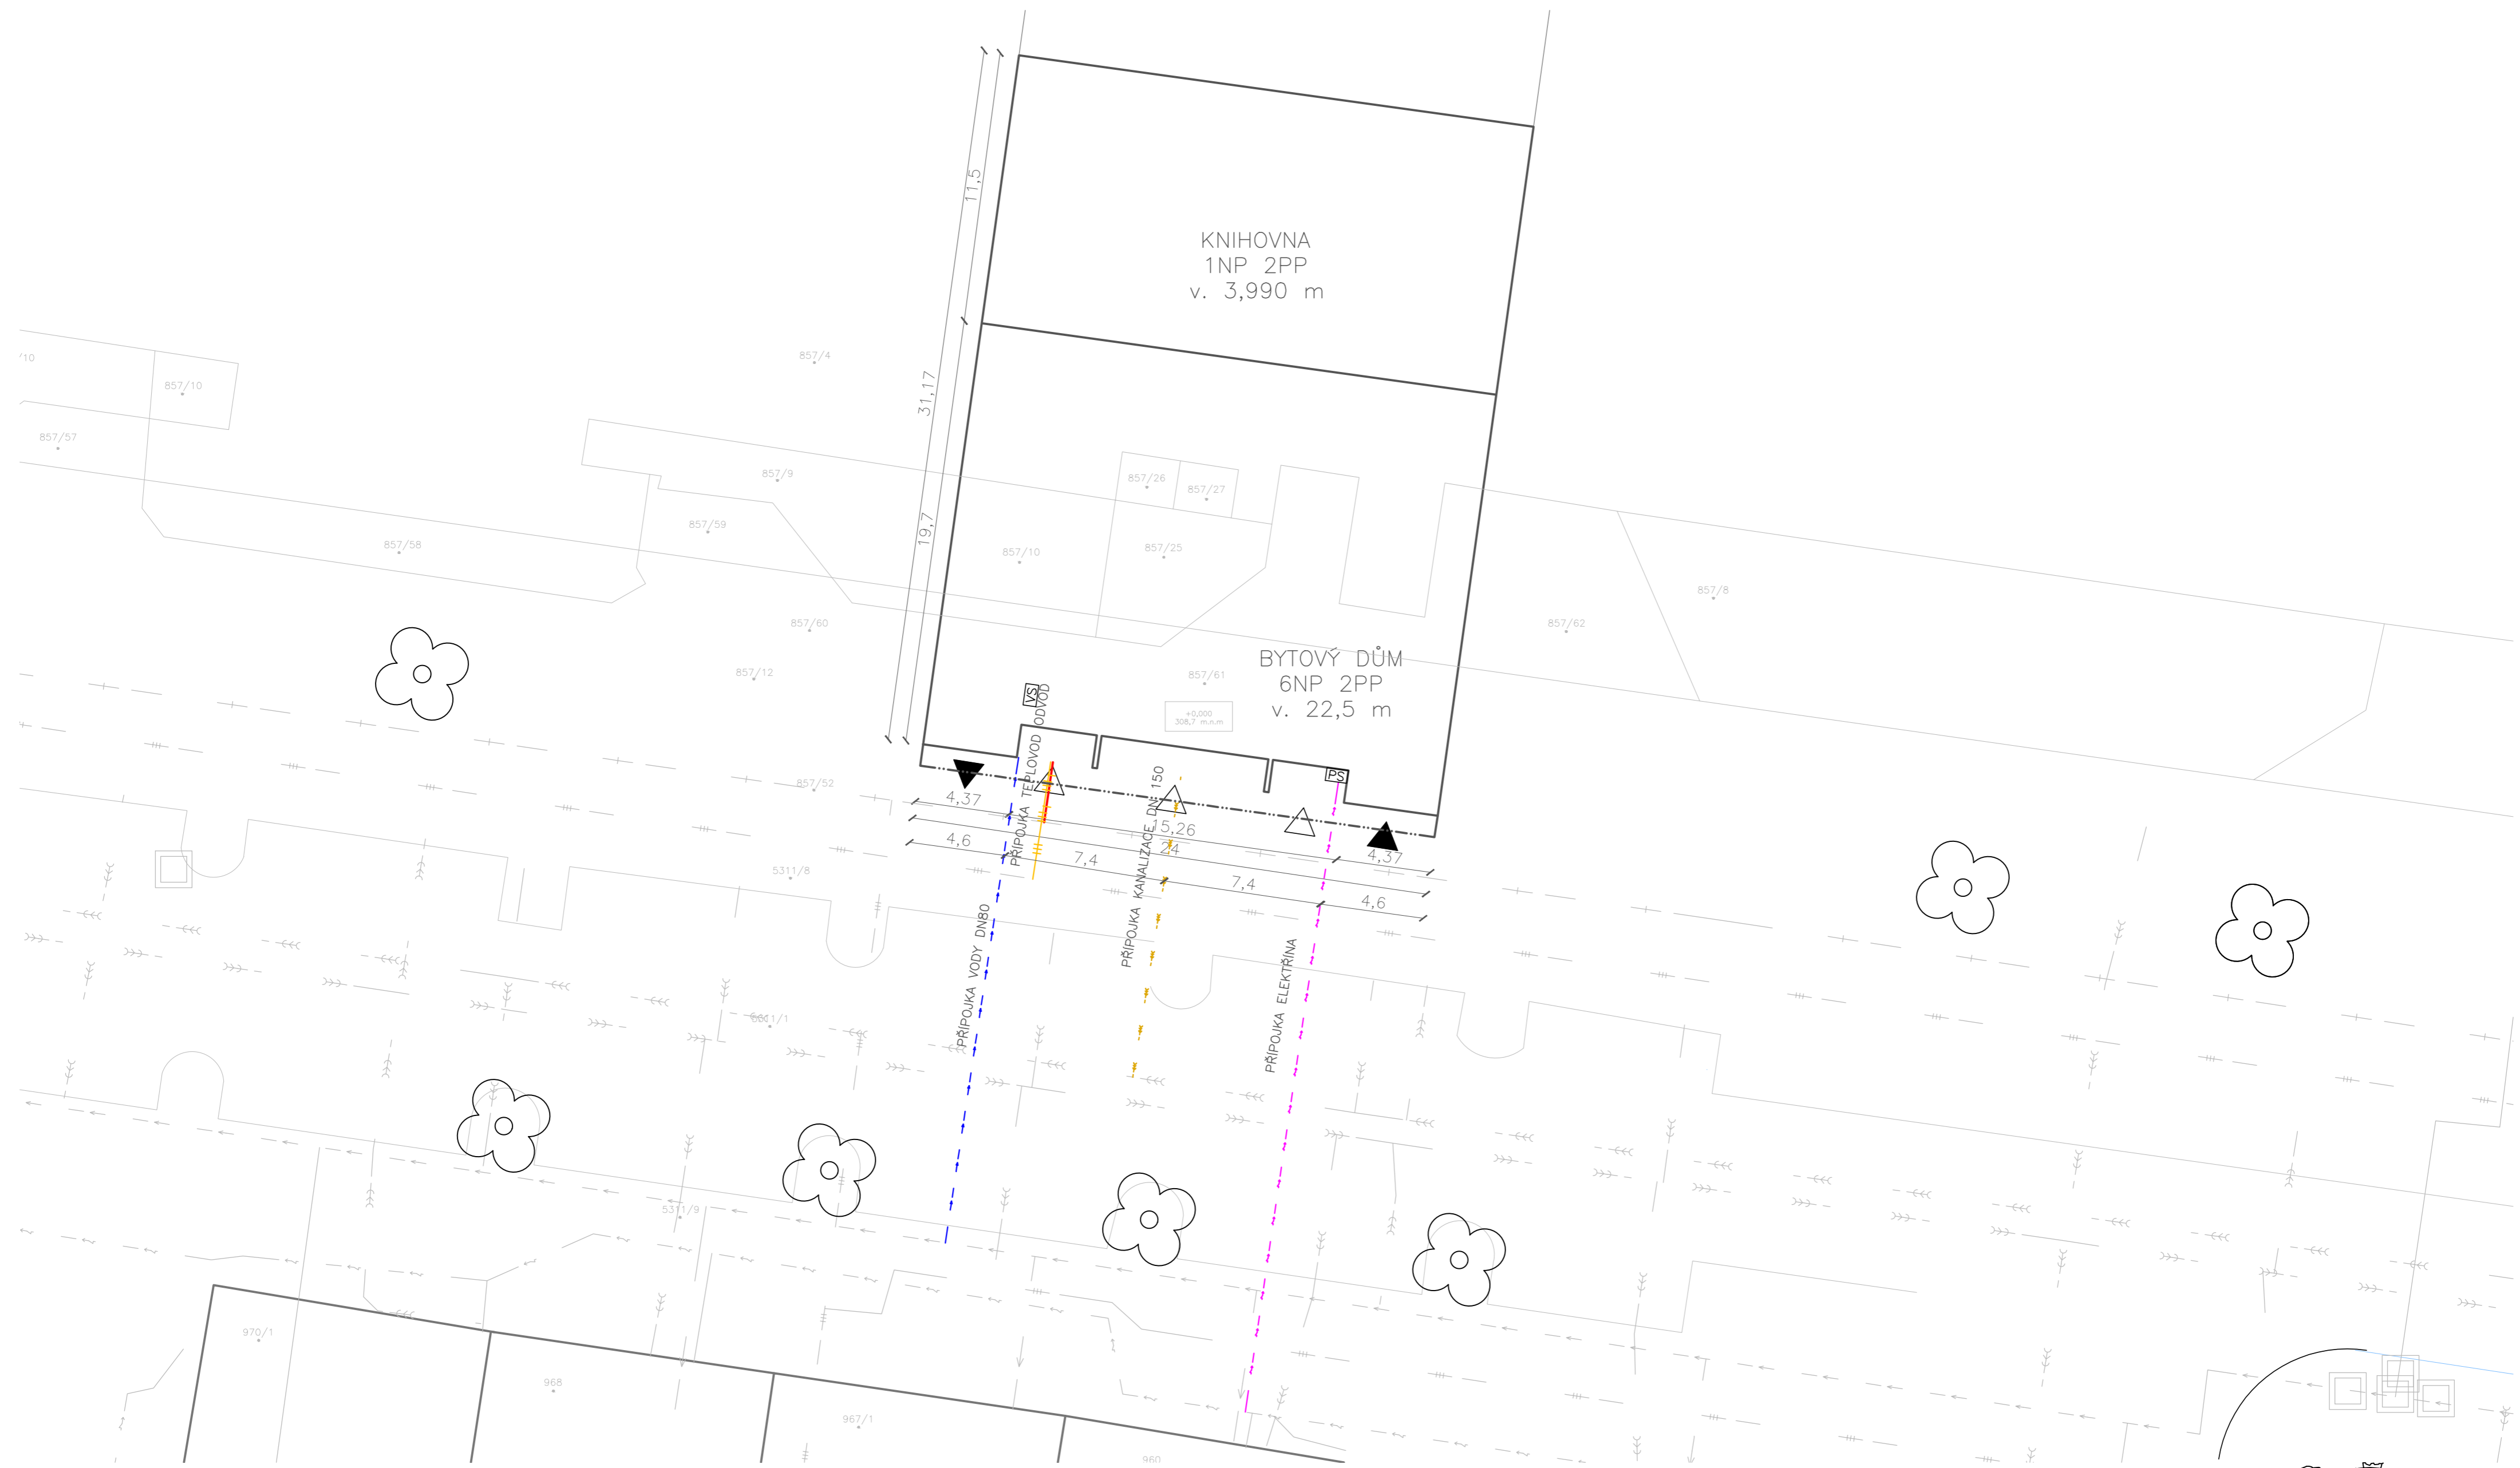 11,5
KNIHOVNA
1NP 2PP
v. 3,990 m
857/4
/10
857/10
31,17
857/57
857/9
857/26
857/27
857/59
19,7
857/58
857/10
857/25
857/8
857/60
857/62
BYTOVÝ DŮM
6NP 2PP
v. 22,5 m
857/12
857/61
VS
+0,000
308,7 m.n.m
PŘÍPOJKA TEPLOVOD ODVOD
PS
857/52
4,37
15,26
4,37
24
4,6
7,4
7,4
4,6
PŘÍPOJKA KANALIZACE DN 150
5311/8
PŘÍPOJKA VODY DN80
PŘÍPOJKA ELEKTŘINA
5311/9
970/1
968
967/1
960